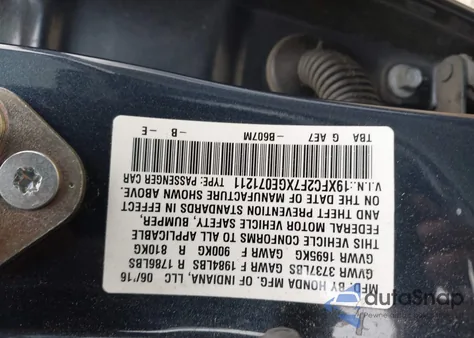 MFD BY HONDA MFG. OF INDIANA, LLC 06/'16
GVWR 3737LBS GAWR F 1984LBS R 1786LBS
GVWR 1695KG GAWR F 900KG R 810KG
THIS VEHICLE CONFORMS TO ALL APPLICABLE
FEDERAL MOTOR VEHICLE SAFETY, BUMPER,
AND THEFT PREVENTION STANDARDS IN EFFECT
ON THE DATE OF MANUFACTURE SHOWN ABOVE.
V.I.N.:19XFC2F7XGE071211 TYPE: PASSENGER CAR
-B607M -B -E
TBA G AE7
dutoSnap